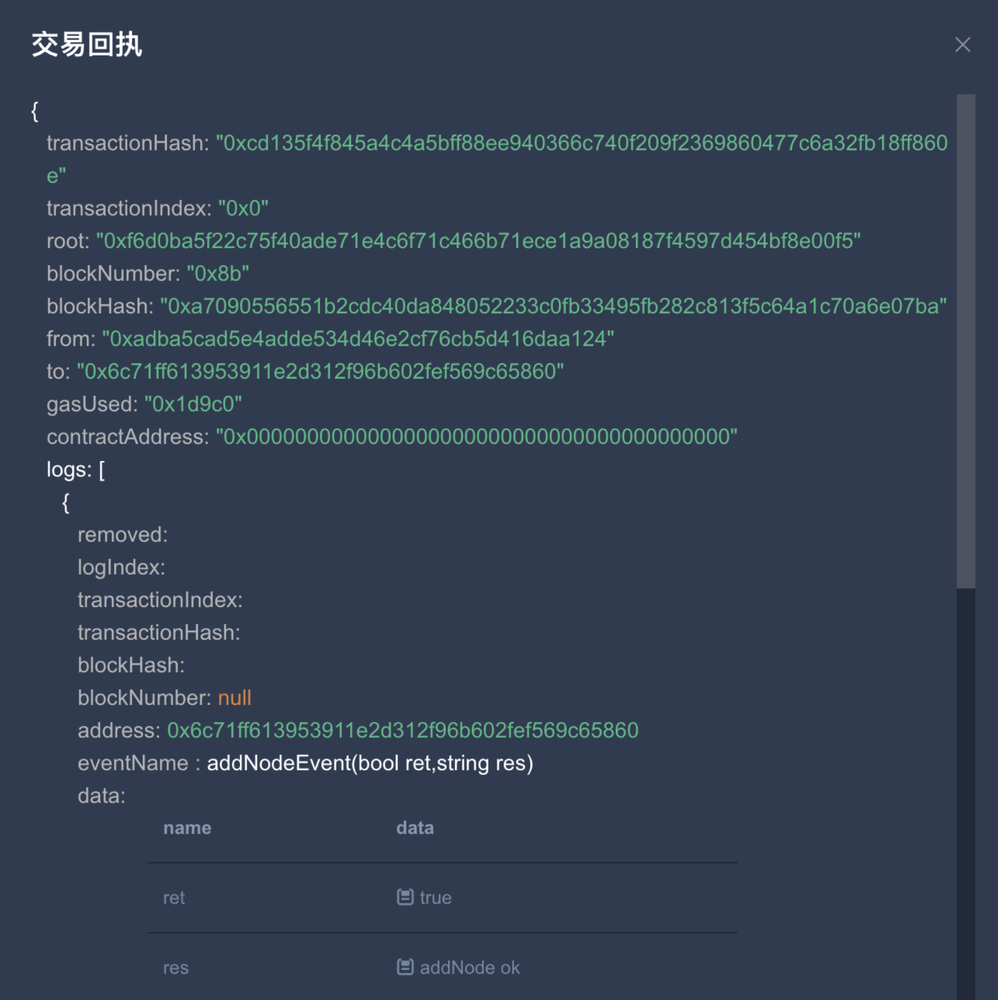 交易回执
{
transactionHash: "0xcd135f4f845a4c4a5bff88ee940366c740f209f2369860477c6a32fb18ff860
e"
transactionIndex: "0x0"
root: "0xf6d0ba5f22c75f40ade71e4c6f71c466b71ece1a9a08187f4597d454bf8e00f5"
blockNumber: "0x8b"
blockHash: "0xa7090556551b2cdc40da848052233c0fb33495fb282c813f5c64a1c70a6e07ba"
from: "0xadba5cad5e4adde534d46e2cf76cb5d416daa124"
to: "0x6c71ff613953911e2d312f96b602fef569c65860"
gasUsed: "0x1d9c0"
contractAddress: "0x0000000000000000000000000000000000000000"
logs: [
{
removed:
logIndex:
transactionIndex:
transactionHash:
blockHash:
blockNumber: null
address: 0x6c71ff613953911e2d312f96b602fef569c65860
eventName : addNodeEvent(bool ret,string res)
data:
name data
ret true
res addNode ok